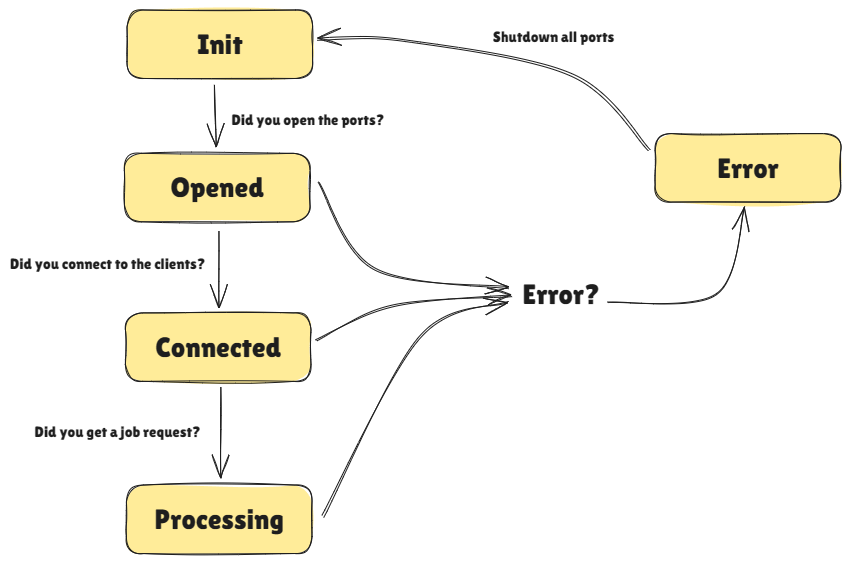 Init
Shutdown all ports
Did you open the ports?
Error
Opened
Did you connect to the clients?
Error?
Connected
Did you get a job request?
Processing